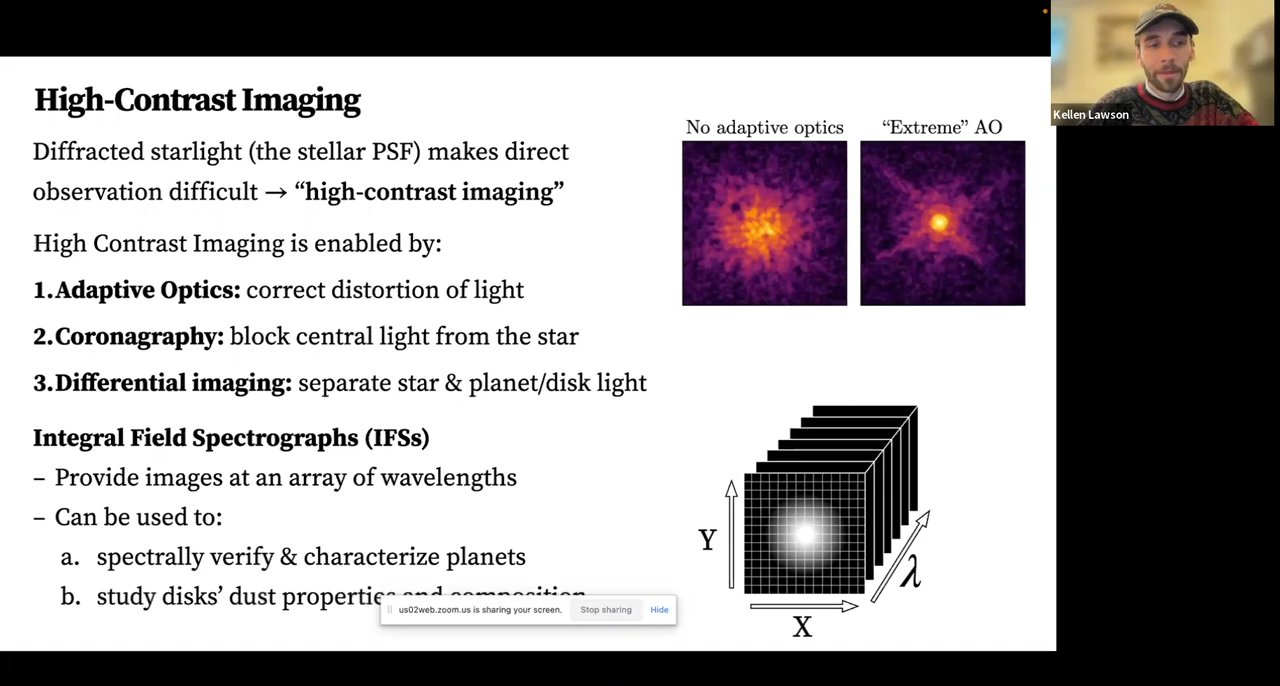 High-Contrast Imaging
Diffracted starlight (the stellar PSF) makes direct
observation difficult → “high-contrast imaging”
High Contrast Imaging is enabled by:
1.Adaptive Optics: correct distortion of light
2.Coronagraphy: block central light from the star
3.Differential imaging: separate star & planet/disk light
Integral Field Spectrographs (IFSs)
– Provide images at an array of wavelengths
– Can be used to:
a. spectrally verify & characterize planets
b. study disks’ dust properties and composition
us02web.zoom.us is sharing your screen. Stop sharing Hide
No adaptive optics
“Extreme” AO
Y
λ
X
Kellen Lawson